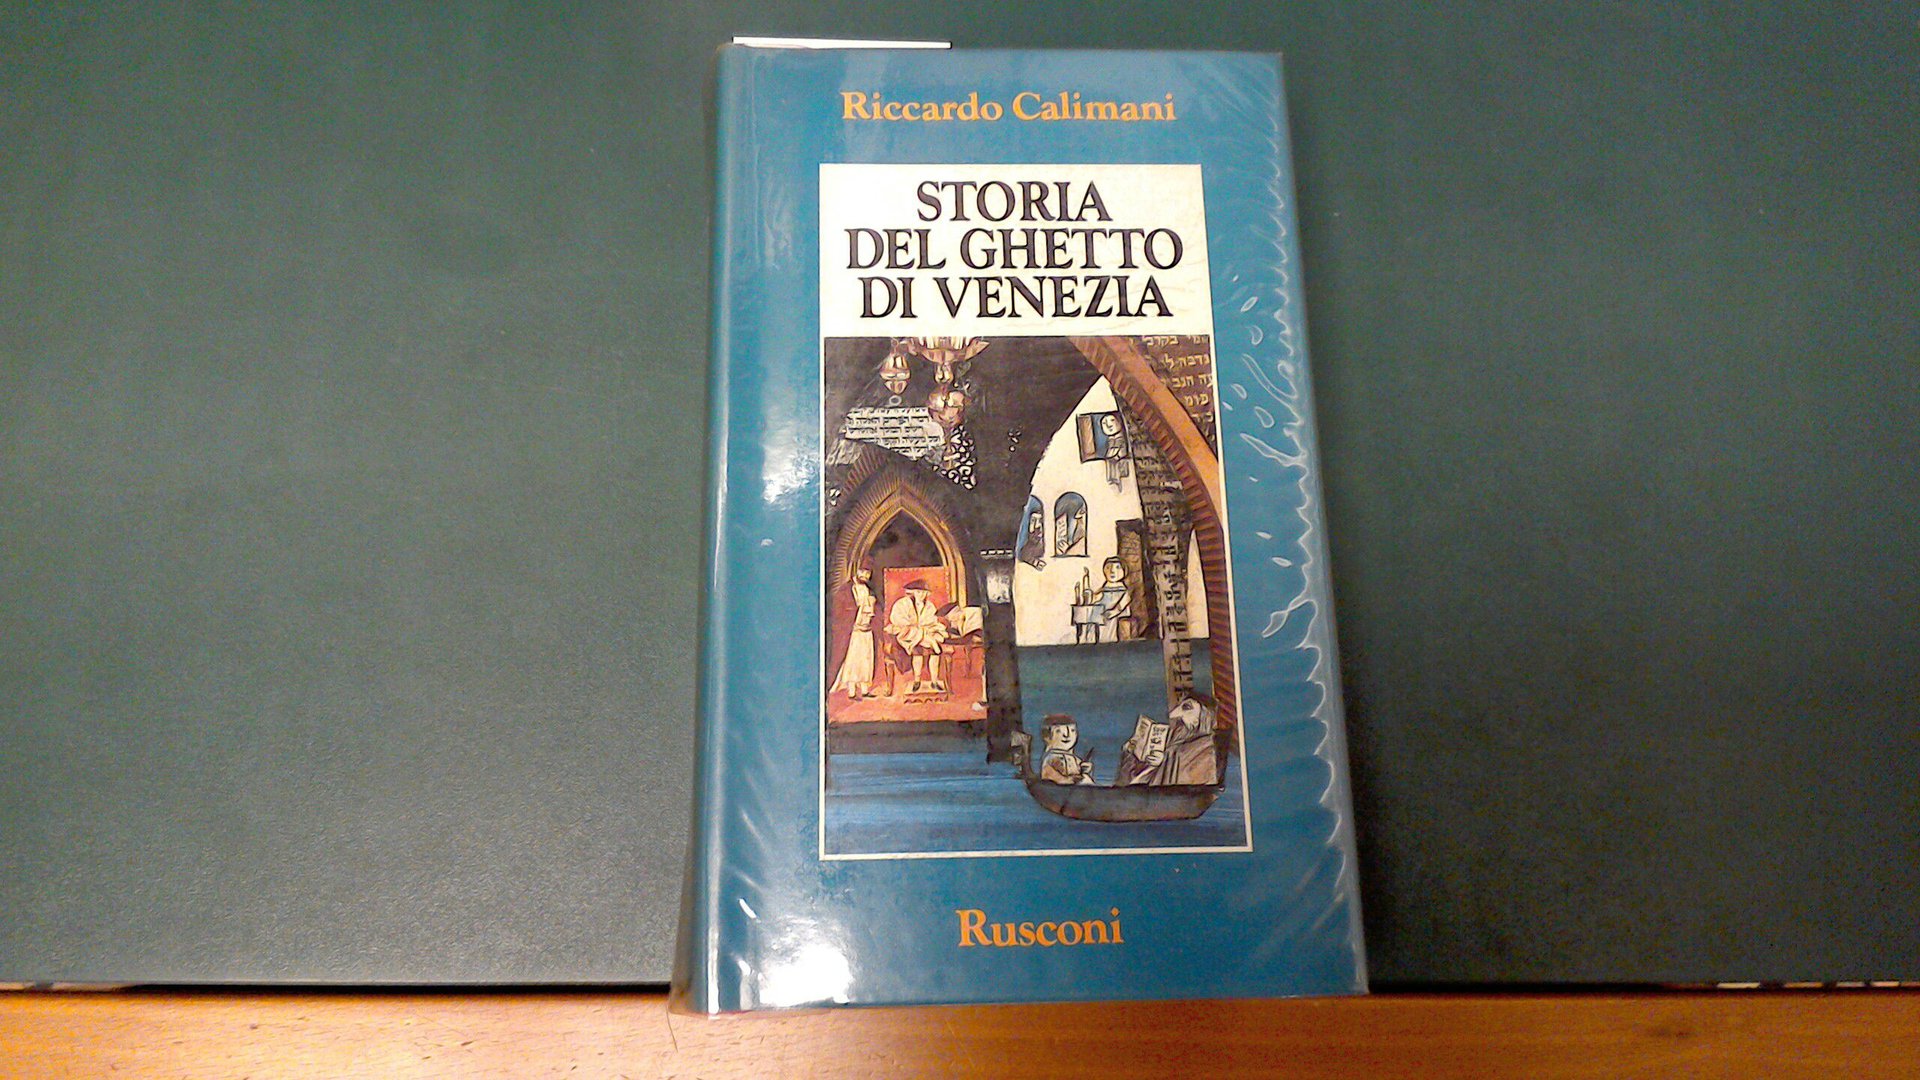 Riccardo Calimani
STORIA
DEL GHETTO
DI VENEZIA
Rusconi